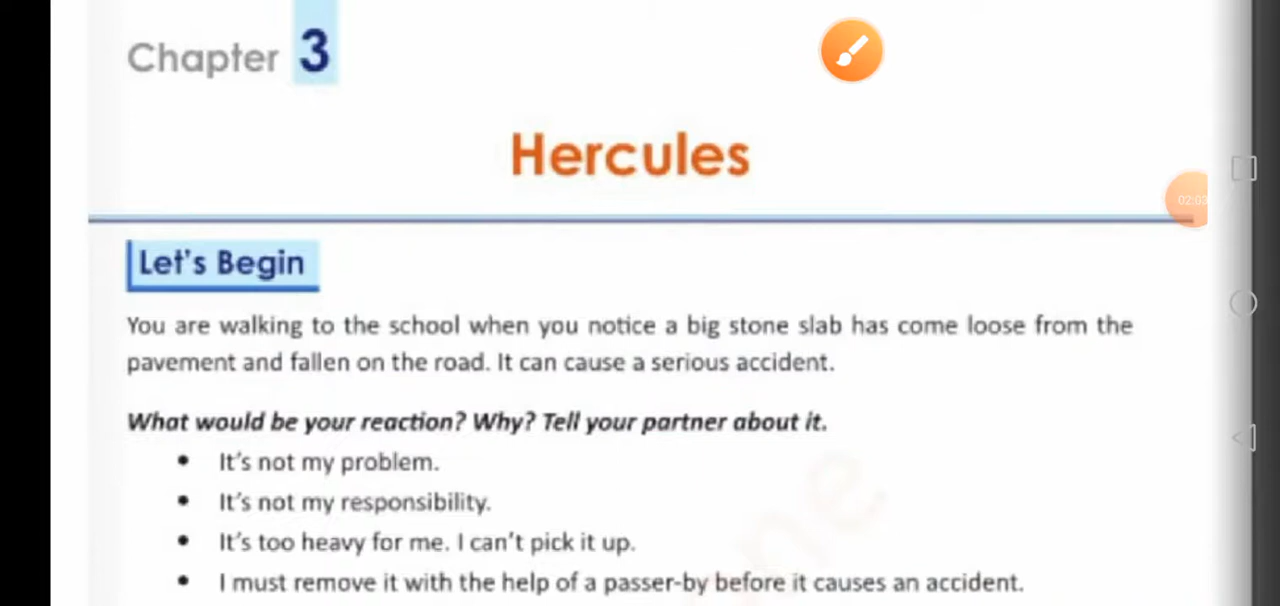 Chapter 3
Hercules
Let's Begin
You are walking to the school when you notice a big stone slab has come loose from the
pavement and fallen on the road. It can cause a serious accident.
What would be your reaction? Why? Tell your partner about it.
• It's not my problem.
• It's not my responsibility.
• It's too heavy for me. I can't pick it up.
• I must remove it with the help of a passer-by before it causes an accident.